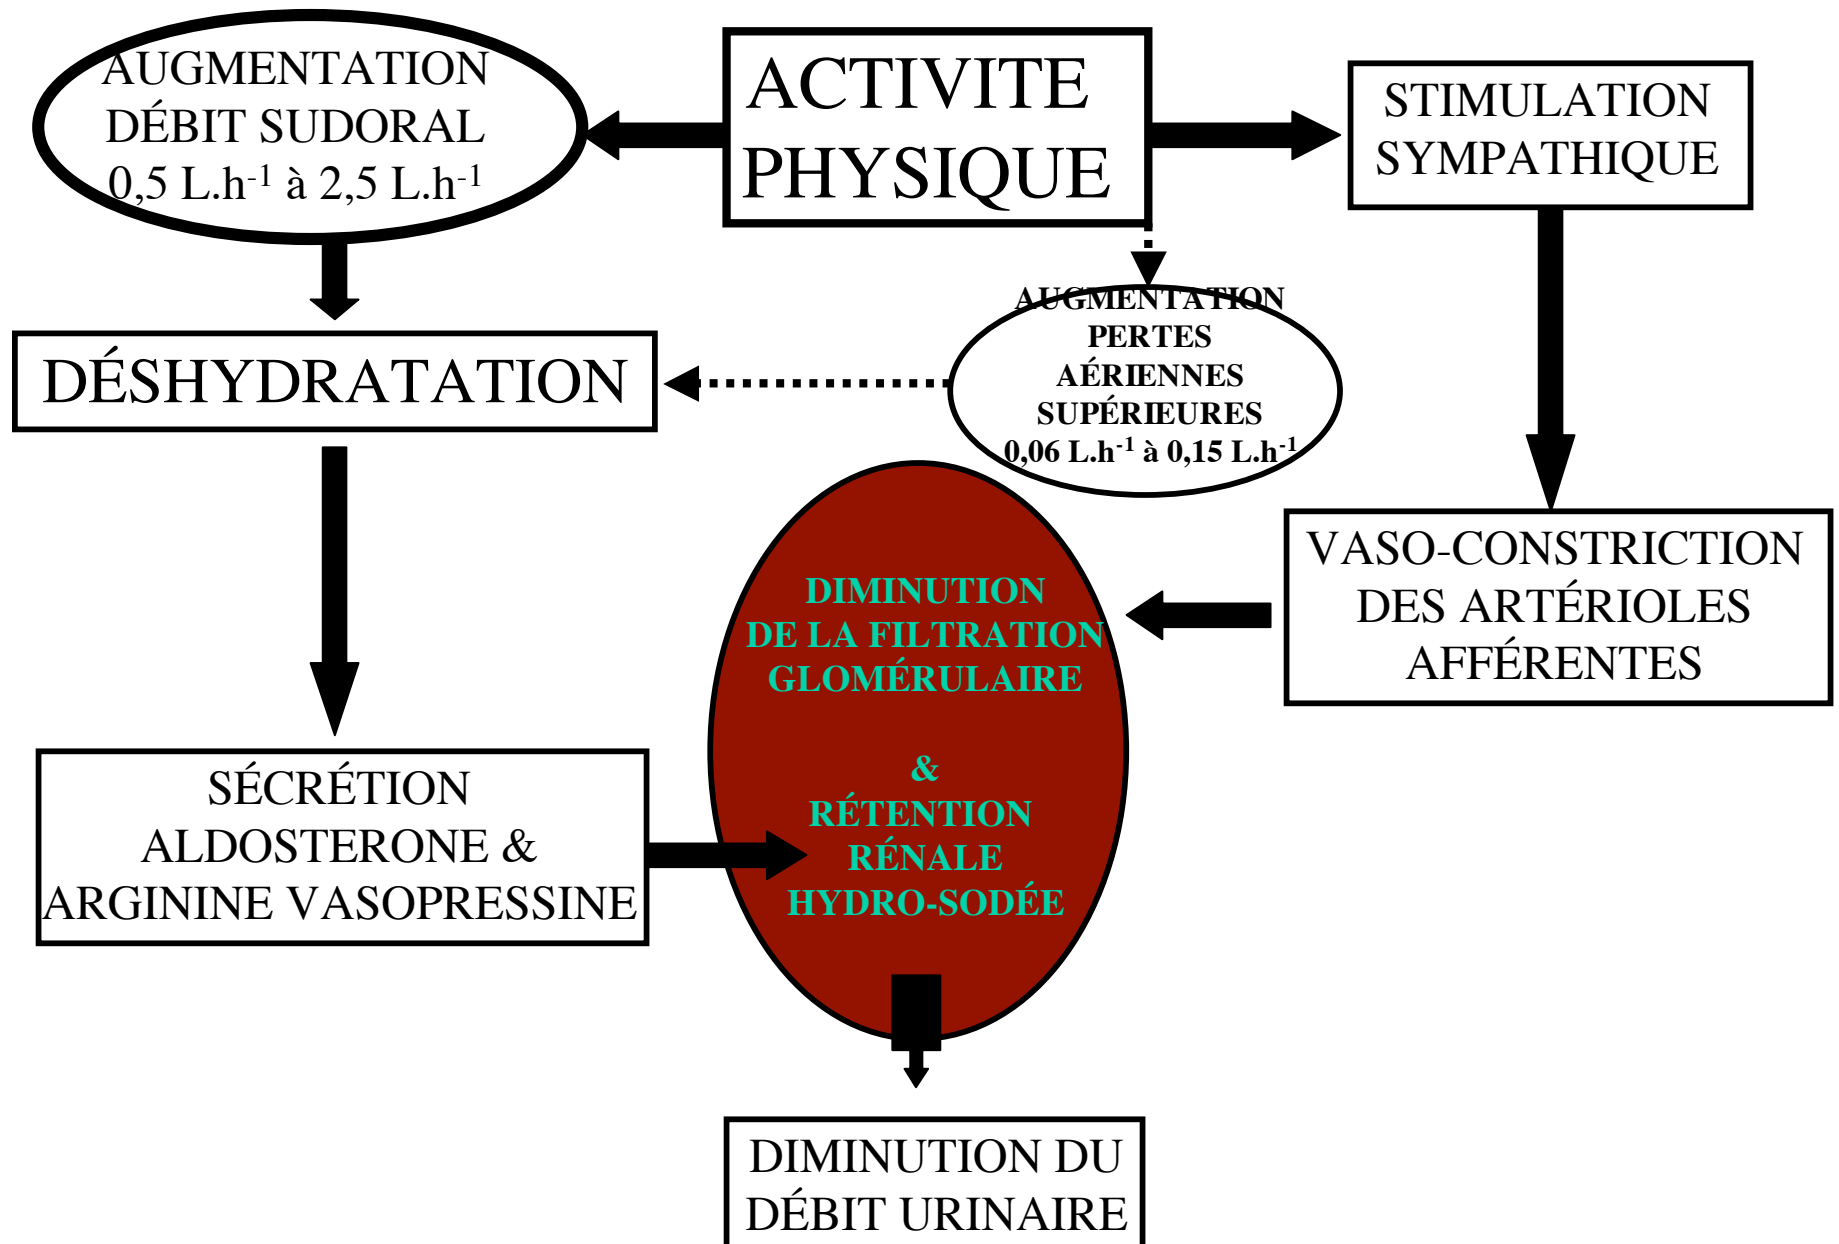 AUGMENTATION
DÉBIT SUDORAL
0,5 L.h-1 à 2,5 L.h-1
ACTIVITE
PHYSIQUE
STIMULATION
SYMPATHIQUE
AUGMENTATION
PERTES
AÉRIENNES
SUPÉRIEURES
0,06 L.h-1 à 0,15 L.h-1
DÉSHYDRATATION
VASO-CONSTRICTION
DES ARTÉRIOLES
AFFÉRENTES
DIMINUTION
DE LA FILTRATION
GLOMÉRULAIRE
&
RÉTENTION
RÉNALE
HYDRO-SODÉE
SÉCRÉTION
ALDOSTERONE &
ARGININE VASOPRESSINE
DIMINUTION DU
DÉBIT URINAIRE